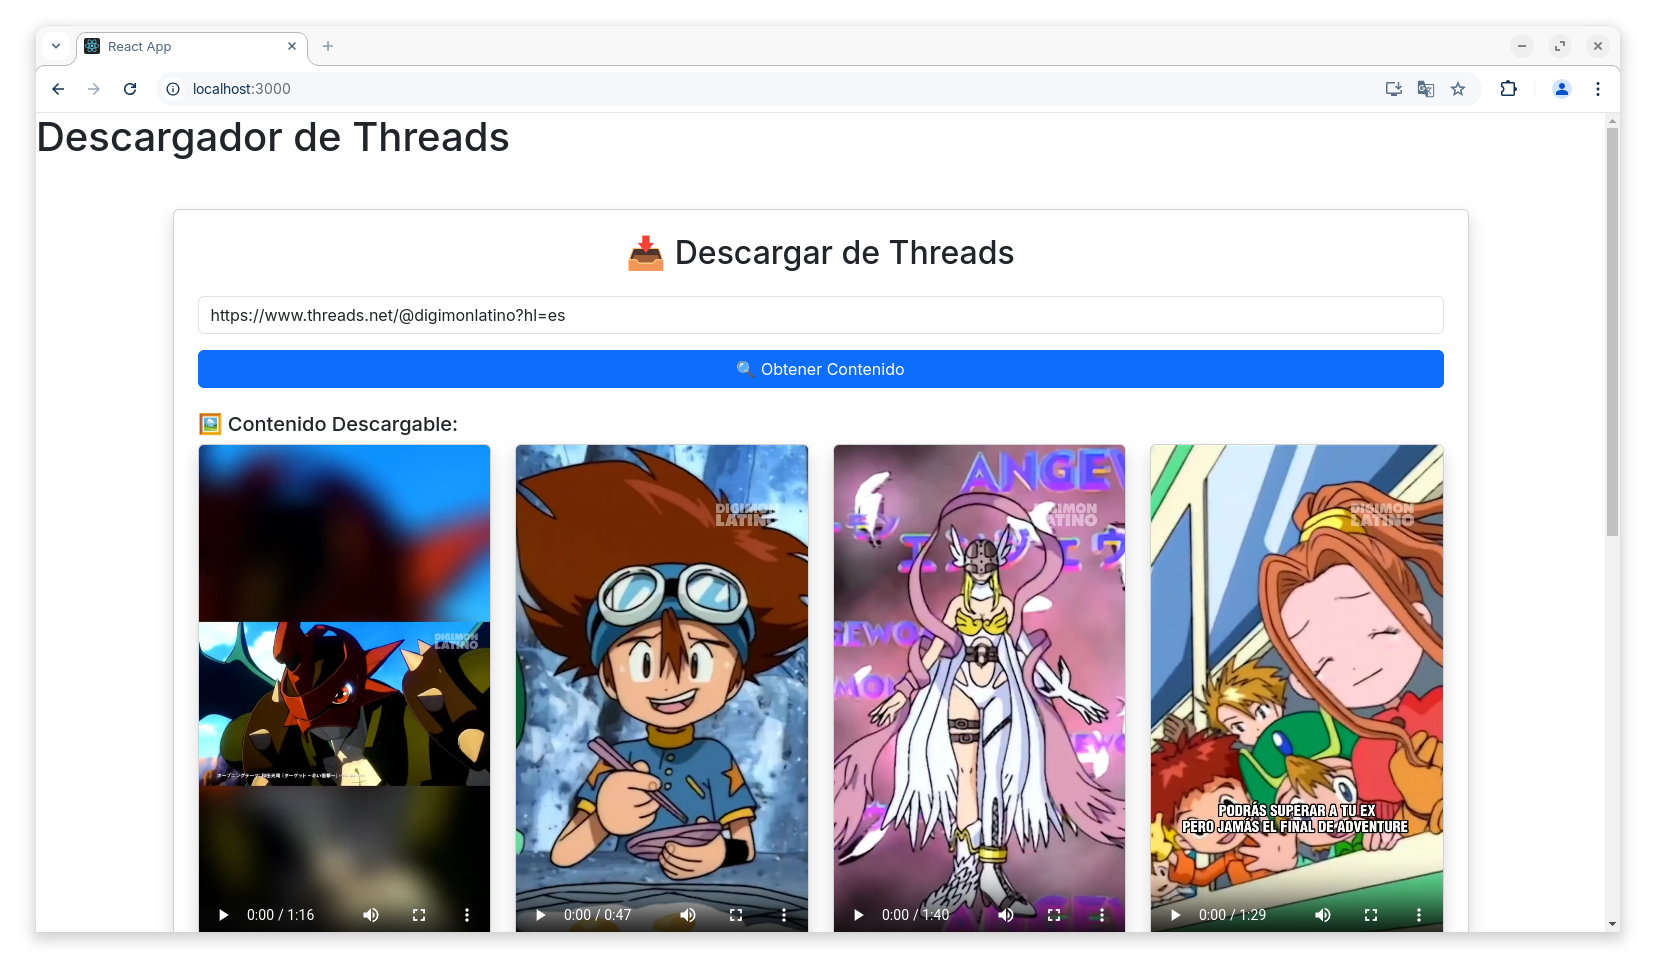 React App
localhost:3000
Descargador de Threads
Descargar de Threads
https://www.threads.net/@digimonlatino?hl=es
Obtener Contenido
Contenido Descargable:
DIGIMON
LATINO
0:00 / 1:16
DIGIMON
LATINO
0:00 / 0:47
ANGEW
LATINO
GEWO
0:00 / 1:40
DIGIMON
LATINO
PODRÁS SUPERAR A TU EX
PERO JAMÁS EL FINAL DE ADVENTURE
0:00 / 1:29